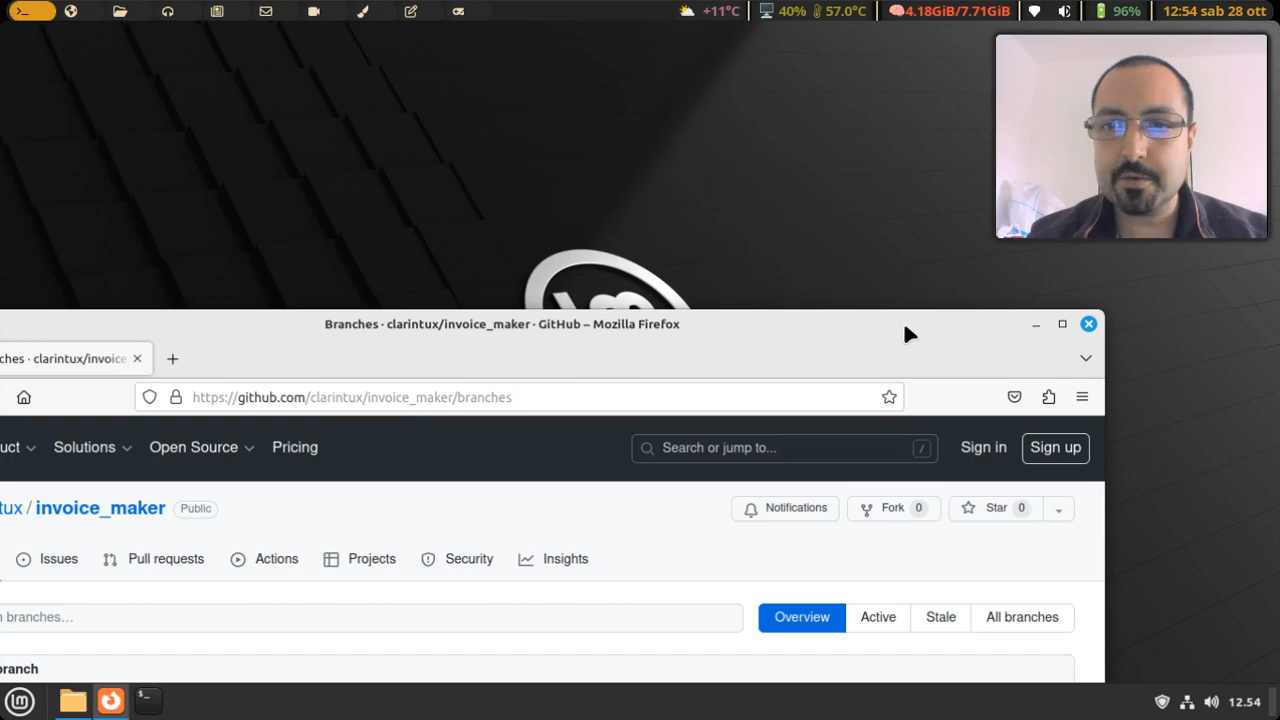 +11°C 40% 57.0°C 4.18GiB/7.71GiB 96% 12:54 sab 28 ott
Branches · clarintux/invoice_maker · GitHub – Mozilla Firefox
ches · clarintux/invoice
https://github.com/clarintux/invoice_maker/branches
uct Solutions Open Source Pricing Search or jump to... / Sign in Sign up
tux / invoice_maker Public Notifications Fork 0 Star 0
Issues Pull requests Actions Projects Security Insights
h branches... Overview Active Stale All branches
branch
12.54